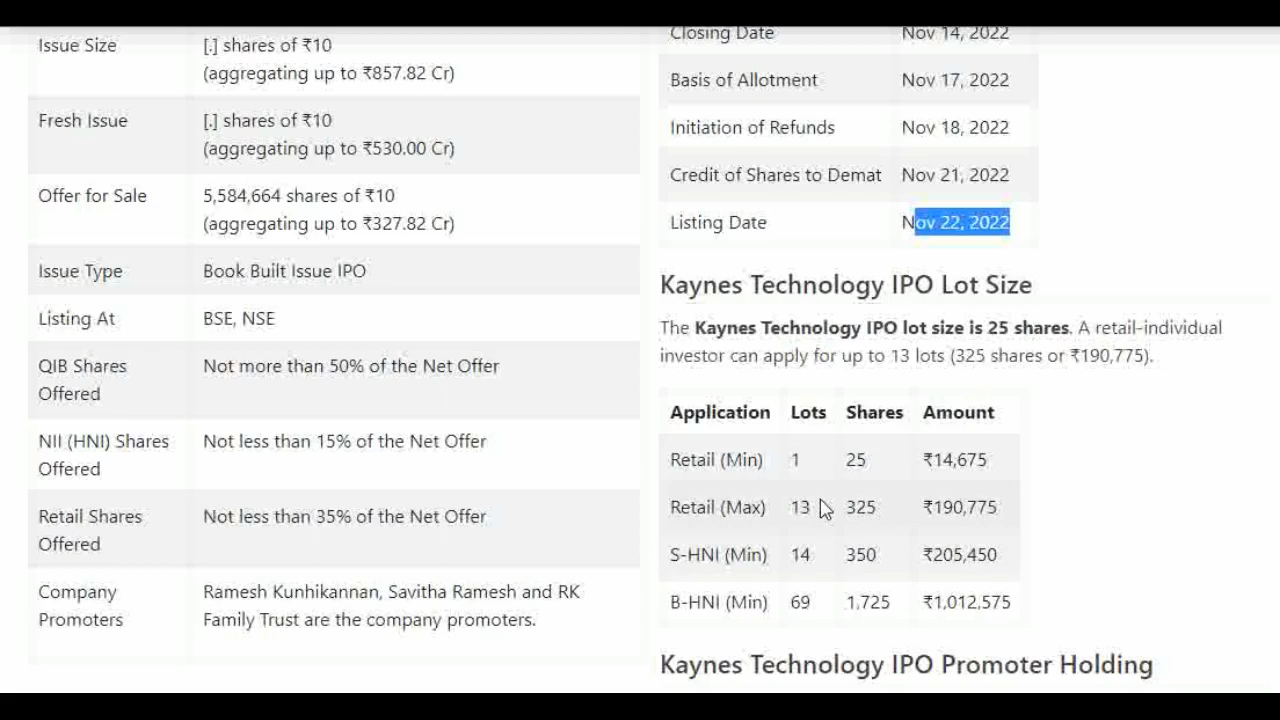 Issue Size [.] shares of ₹10
(aggregating up to ₹857.82 Cr)
Fresh Issue [.] shares of ₹10
(aggregating up to ₹530.00 Cr)
Offer for Sale 5,584,664 shares of ₹10
(aggregating up to ₹327.82 Cr)
Issue Type Book Built Issue IPO
Listing At BSE, NSE
QIB Shares Not more than 50% of the Net Offer
Offered
NII (HNI) Shares Not less than 15% of the Net Offer
Offered
Retail Shares Not less than 35% of the Net Offer
Offered
Company Ramesh Kunhikannan, Savitha Ramesh and RK
Promoters Family Trust are the company promoters.
Closing Date Nov 14, 2022
Basis of Allotment Nov 17, 2022
Initiation of Refunds Nov 18, 2022
Credit of Shares to Demat Nov 21, 2022
Listing Date Nov 22, 2022
Kaynes Technology IPO Lot Size
The Kaynes Technology IPO lot size is 25 shares. A retail-individual
investor can apply for up to 13 lots (325 shares or ₹190,775).
Application Lots Shares Amount
Retail (Min) 1 25 ₹14,675
Retail (Max) 13 325 ₹190,775
S-HNI (Min) 14 350 ₹205,450
B-HNI (Min) 69 1,725 ₹1,012,575
Kaynes Technology IPO Promoter Holding